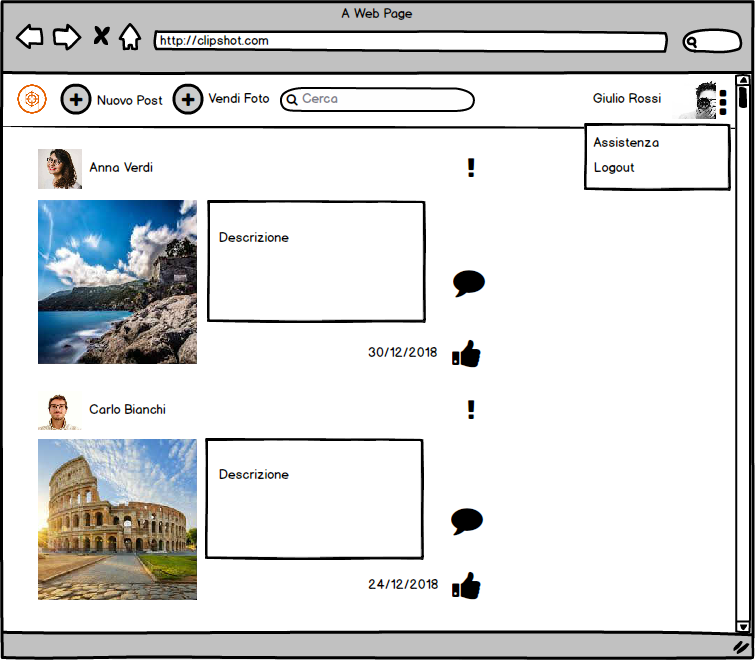 A Web Page
http://clipshot.com
Nuovo Post
Vendi Foto
Cerca
Giulio Rossi
Assistenza
Logout
Anna Verdi
!
Descrizione
30/12/2018
Carlo Bianchi
!
Descrizione
24/12/2018